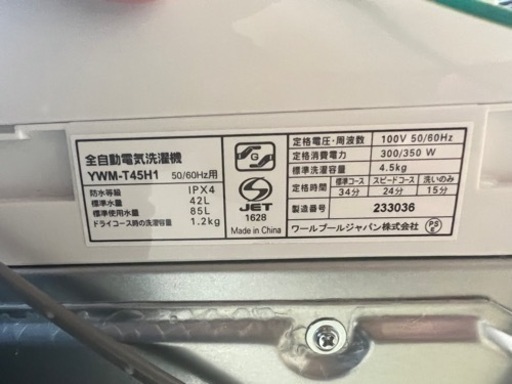 全自動電気洗濯機
YWM-T45H1 50/60Hz用
防水等級 IPX4
標準水量 42L
標準使用水量 85L
ドライコース時の洗濯容量 1.2kg
G
S
JET
1628
Made in China
定格電圧・周波数 100V 50/60Hz
定格消費電力 300/350 W
標準洗濯容量 4.5kg
定格時間 標準コース スピードコース 洗いのみ
34分 24分 15分
製造番号 233036
ワールプールジャパン株式会社
PS
E